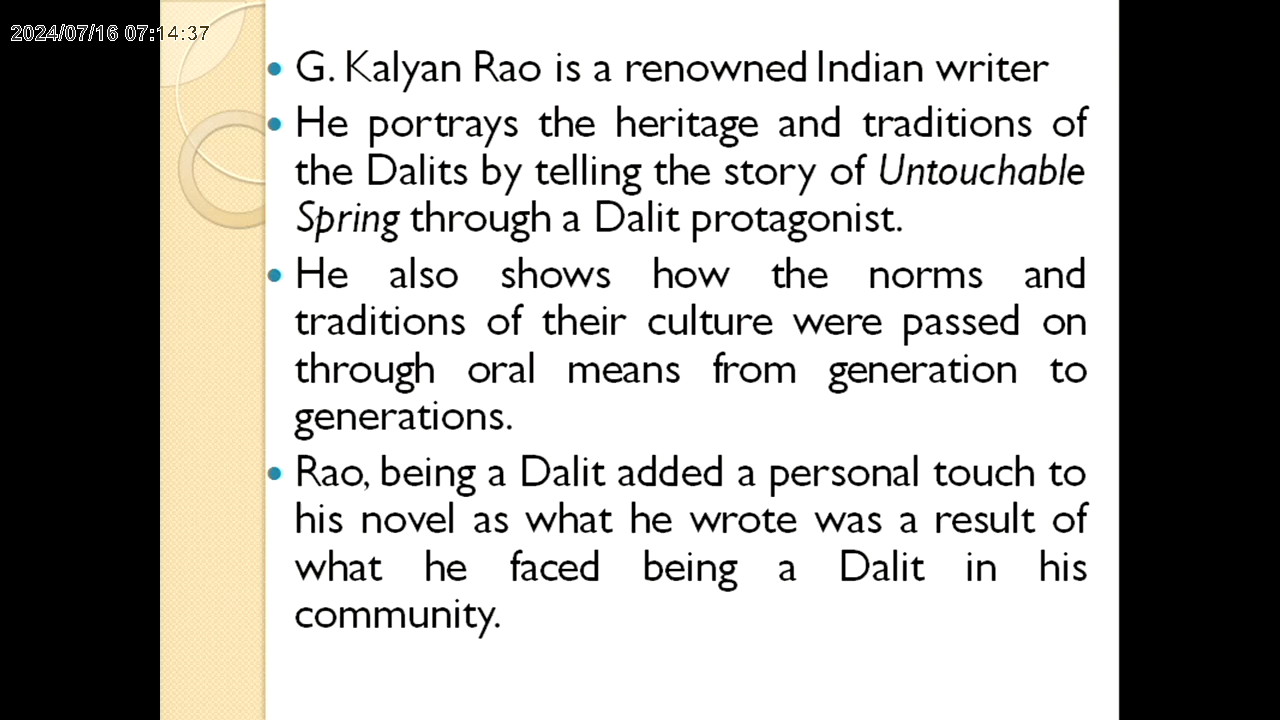 2024/07/16 07:14:37
• G. Kalyan Rao is a renowned Indian writer
• He portrays the heritage and traditions of
the Dalits by telling the story of Untouchable
Spring through a Dalit protagonist.
• He also shows how the norms and
traditions of their culture were passed on
through oral means from generation to
generations.
• Rao, being a Dalit added a personal touch to
his novel as what he wrote was a result of
what he faced being a Dalit in his
community.